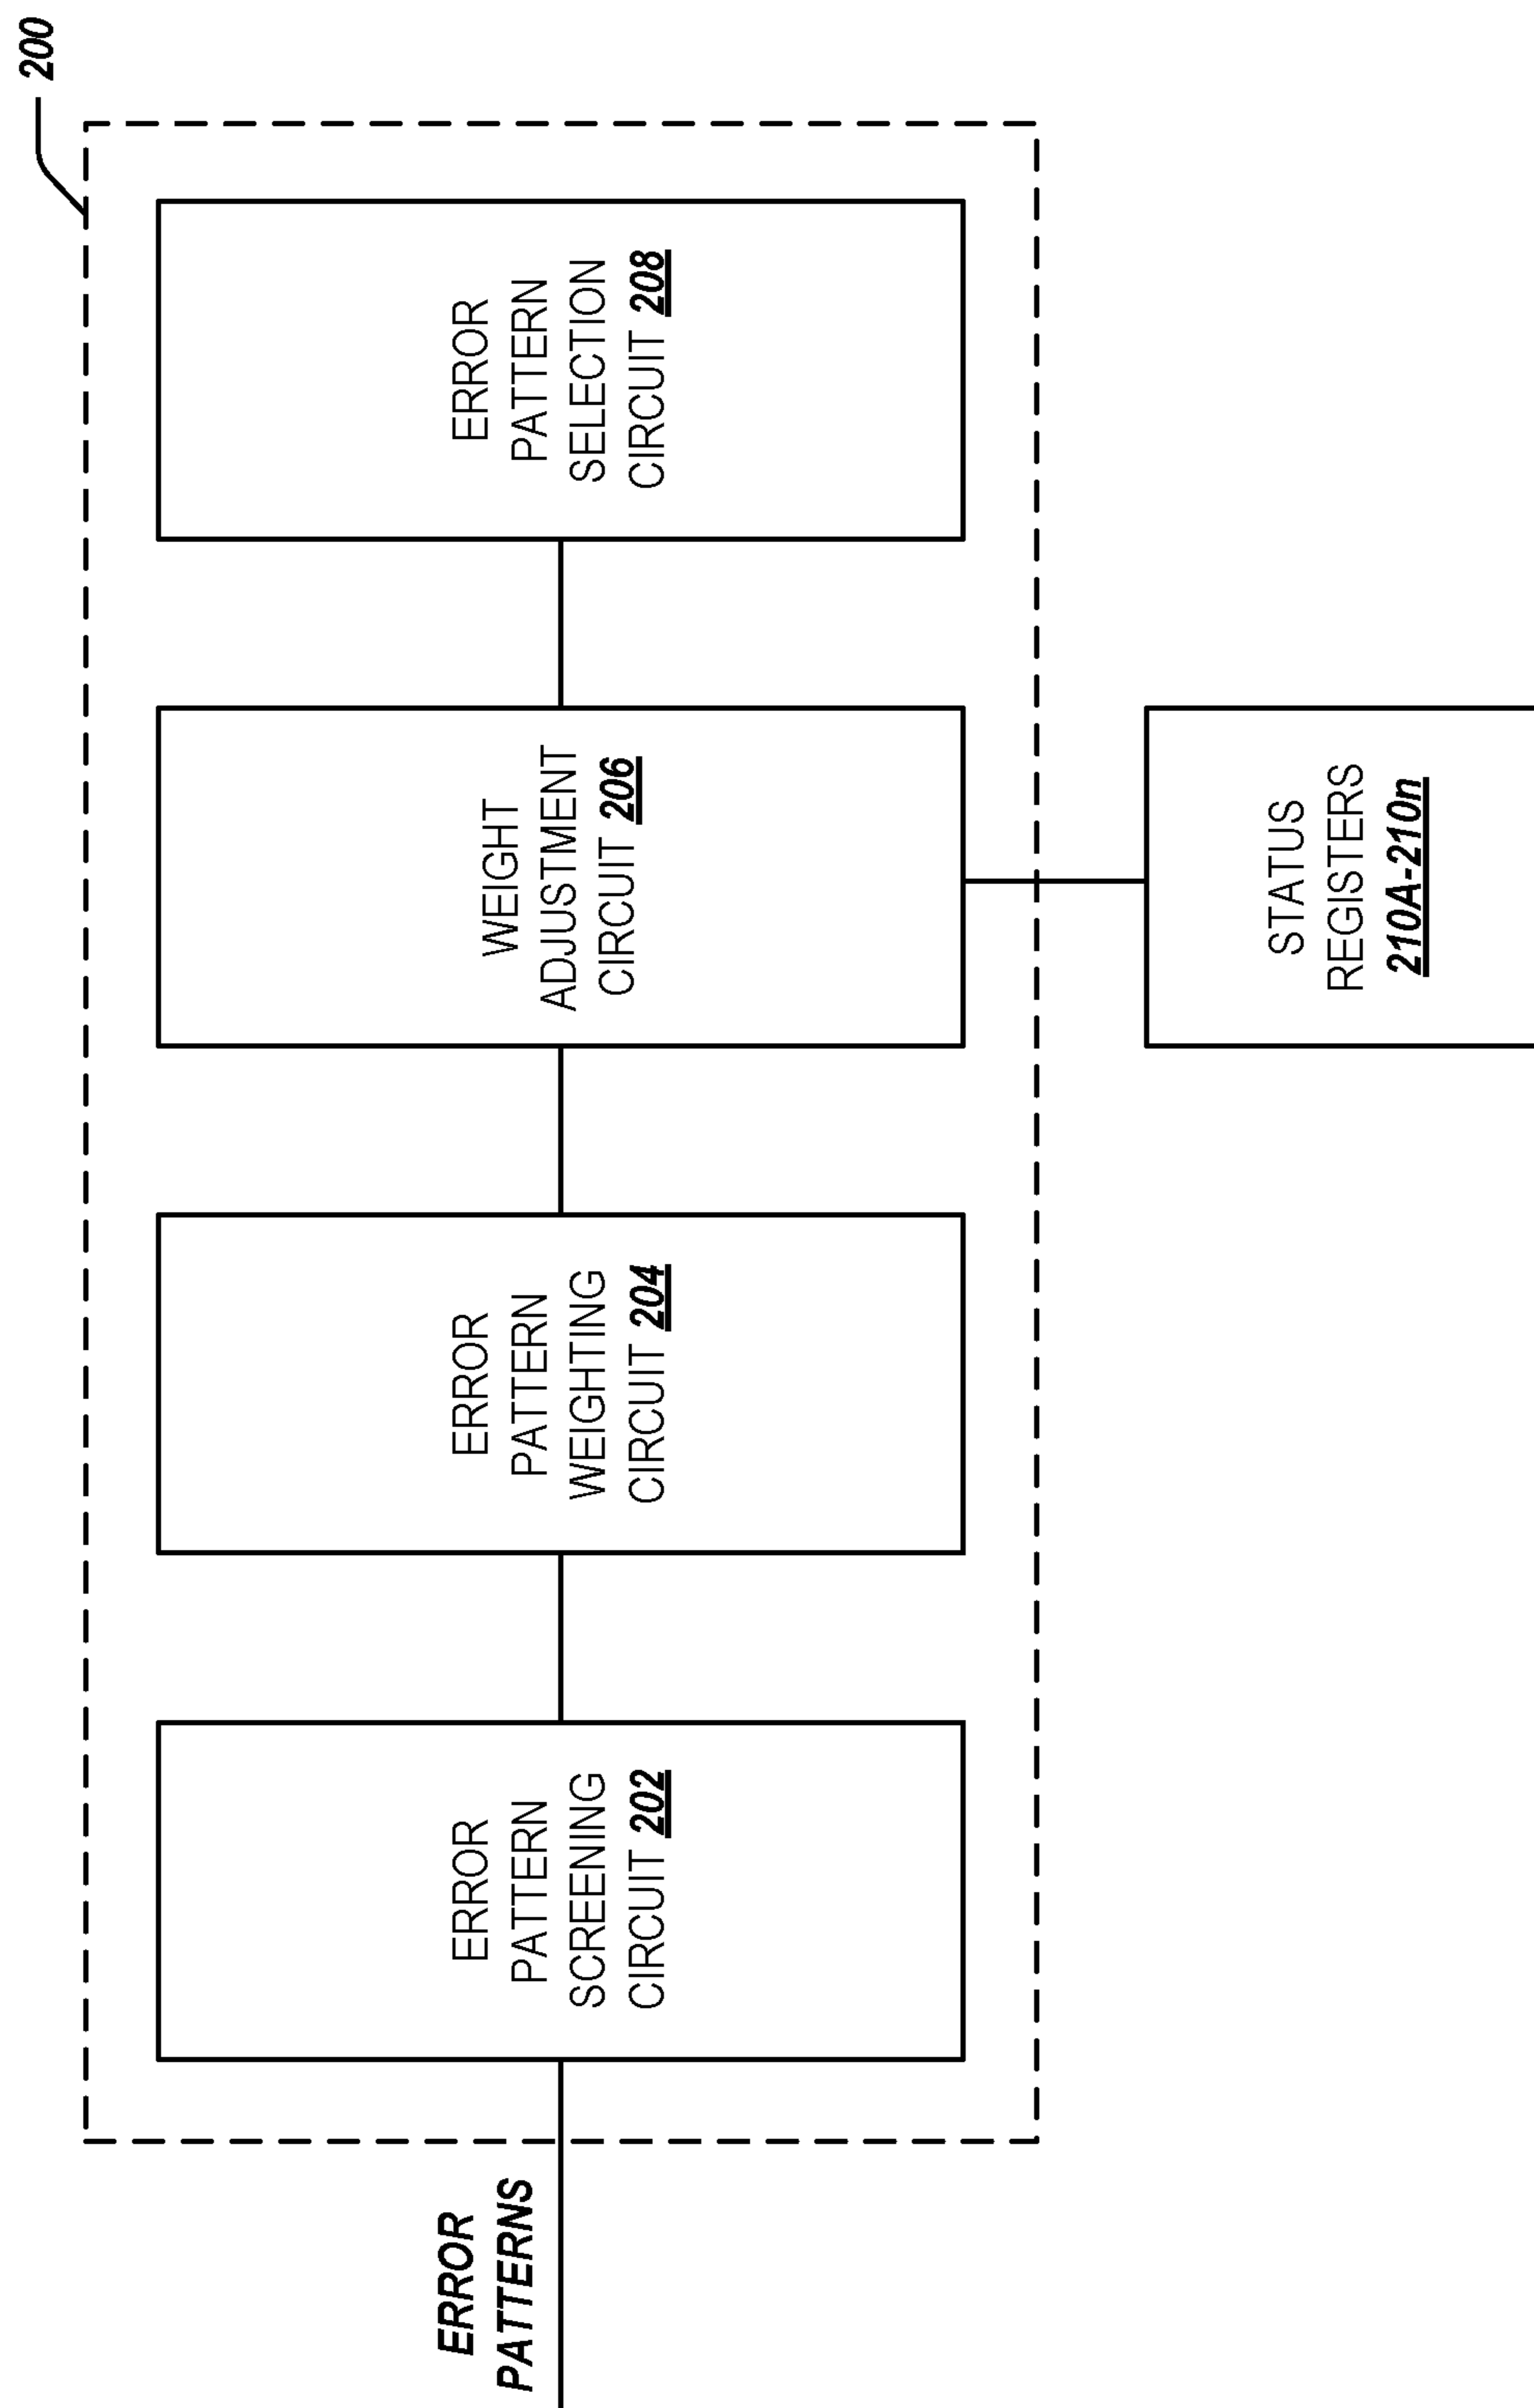 200
ERROR
PATTERNS
ERROR
PATTERN
SCREENING
CIRCUIT 202
ERROR
PATTERN
WEIGHTING
CIRCUIT 204
WEIGHT
ADJUSTMENT
CIRCUIT 206
ERROR
PATTERN
SELECTION
CIRCUIT 208
STATUS
REGISTERS
210A-210n